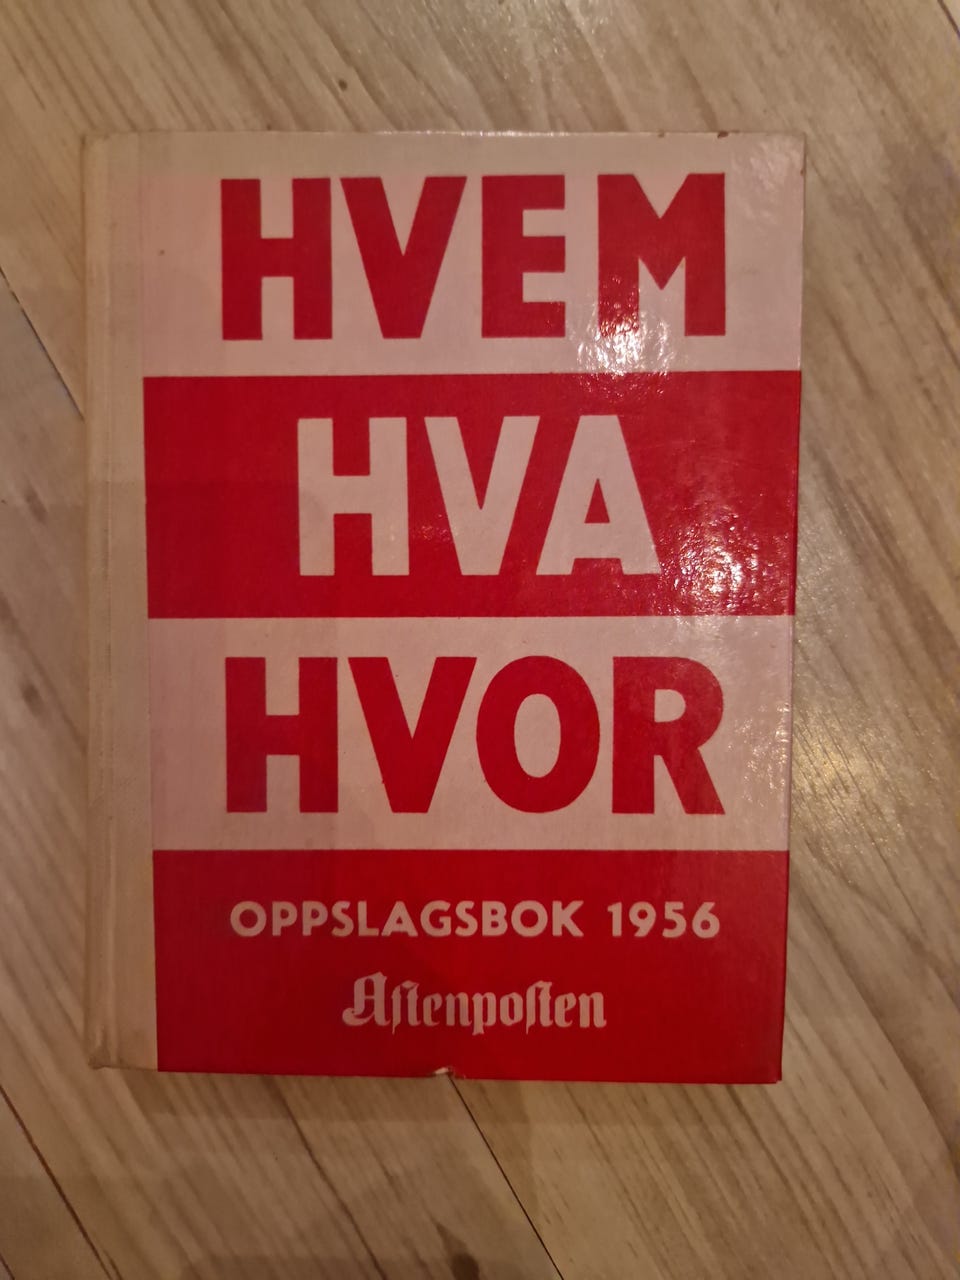 HVEM
HVA
HVOR
OPPSLAGSBOK 1956
Aftenposten